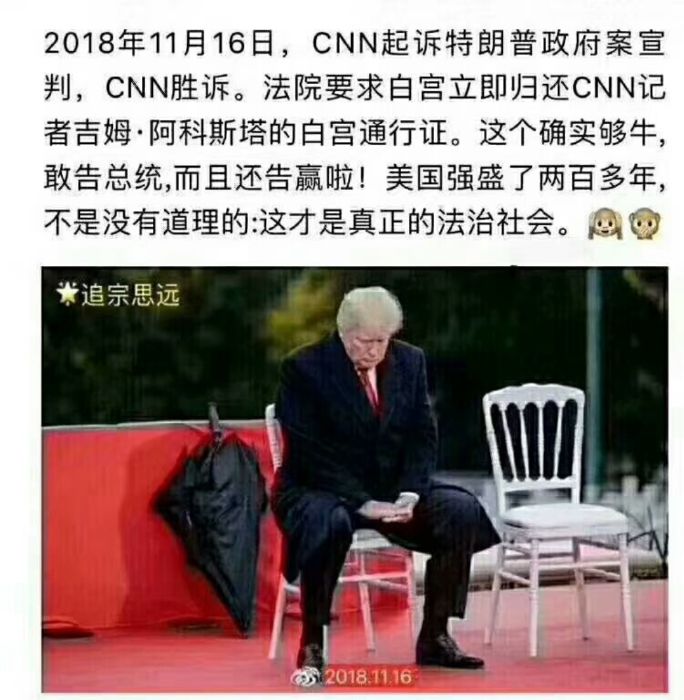 2018年11月16日，CNN起诉特朗普政府案宣
判，CNN胜诉。法院要求白宫立即归还CNN记
者吉姆·阿科斯塔的白宫通行证。这个确实够牛,
敢告总统,而且还告赢啦！美国强盛了两百多年,
不是没有道理的:这才是真正的法治社会。🙉🙊
🌟追宗思远
2018.11.16